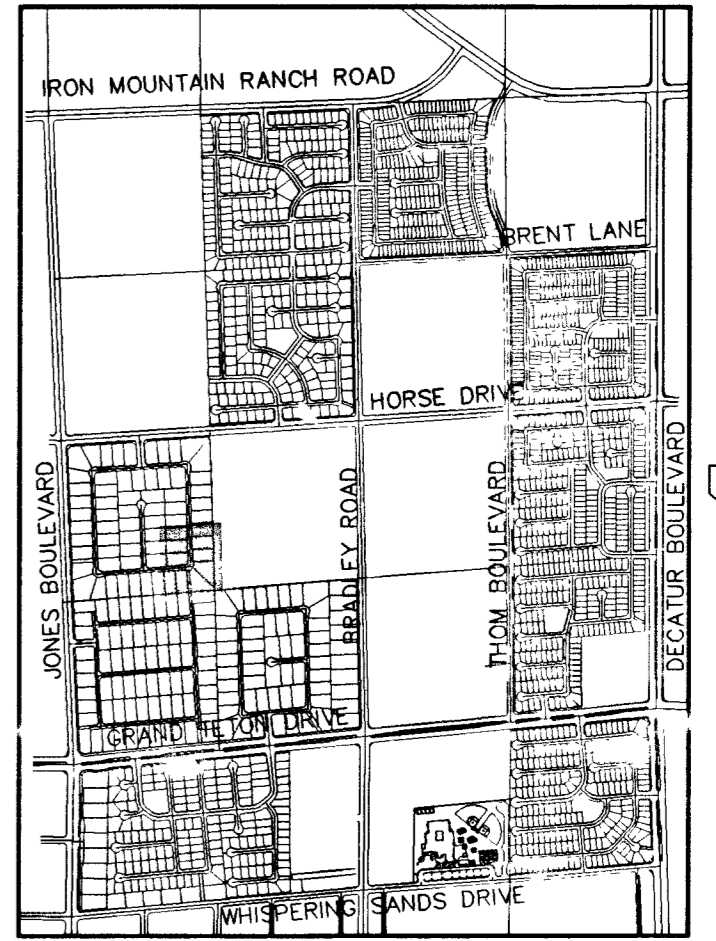 IRON MOUNTAIN RANCH ROAD
BRENT LANE
HORSE DRIVE
JONES BOULEVARD
BRADLEY ROAD
THOM BOULEVARD
DECATUR BOULEVARD
GRAND TETON DRIVE
WHISPERING SANDS DRIVE